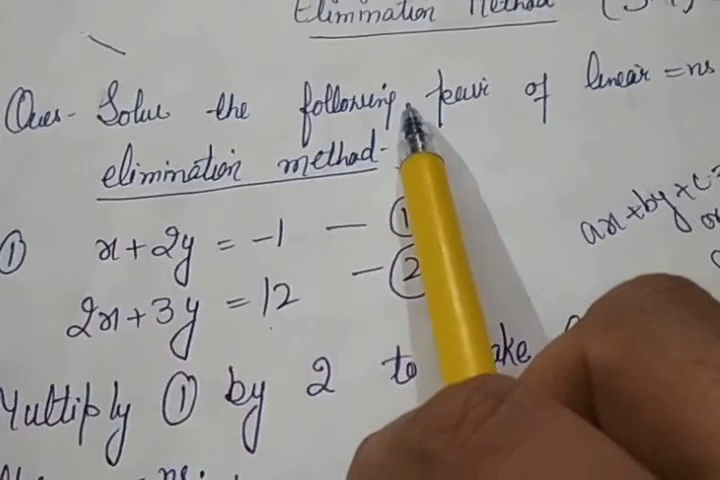 Elimination Method
Ques- Solve the following pair of linear =ns
elimination method-
ax+by+c=
① x+2y = -1 — ①
2x+3y = 12 — ②
Multiply ① by 2 to